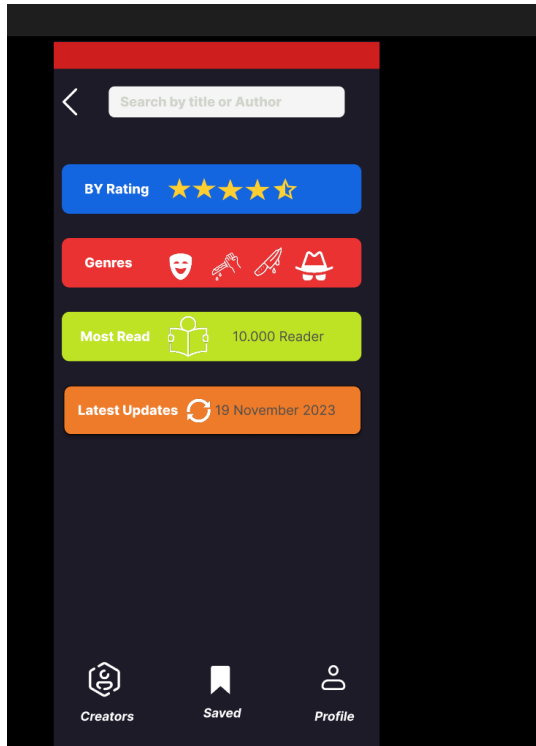 Search by title or Author
BY Rating
Genres
Most Read 10.000 Reader
Latest Updates 19 November 2023
Creators Saved Profile